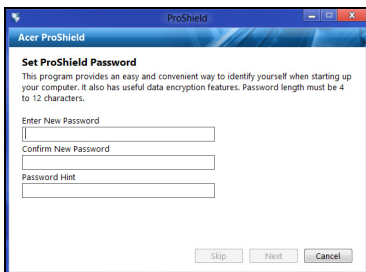 ProShield
Acer ProShield
Set ProShield Password
This program provides an easy and convenient way to identify yourself when starting up
your computer. It also has useful data encryption features. Password length must be 4
to 12 characters.
Enter New Password
Confirm New Password
Password Hint
Skip Next Cancel